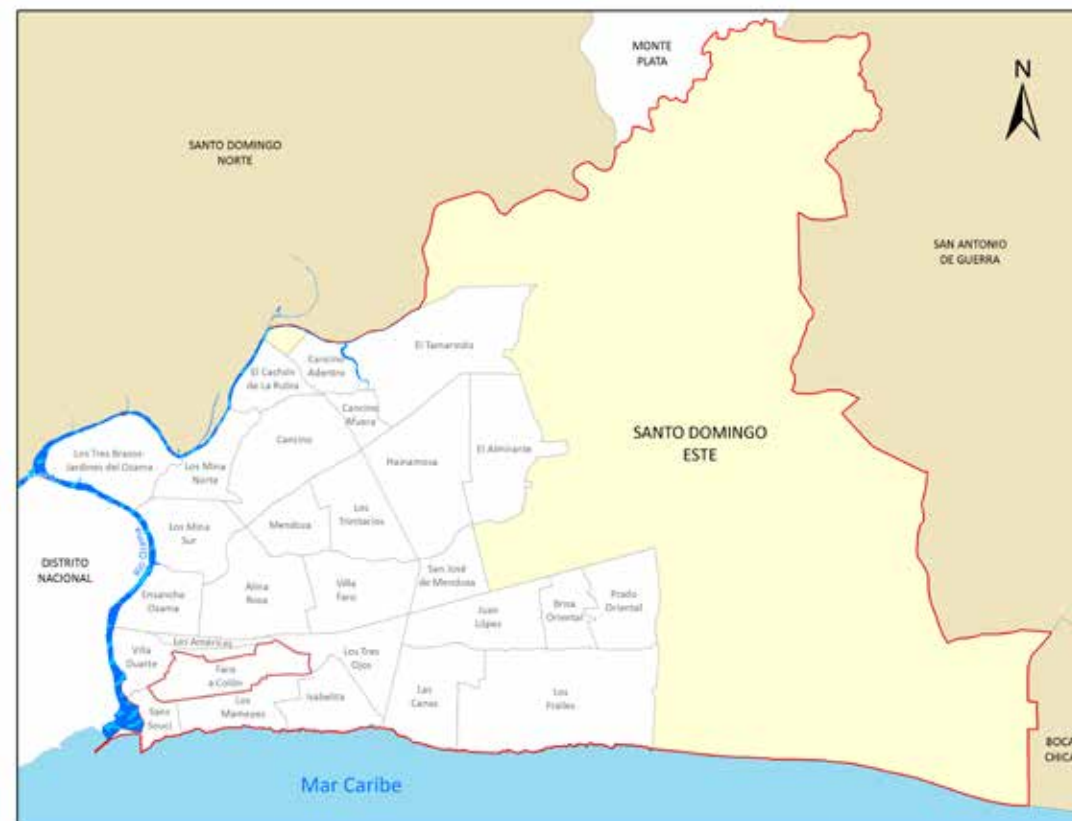 MONTE
PLATA
N
SANTO DOMINGO
NORTE
SAN ANTONIO
DE GUERRA
El Tamarindo
Cancino
Adentro
El Cachón
de La Rubia
Cancino
Afuera
Cancino
SANTO DOMINGO
ESTE
El Almirante
Hainamosa
Los Tres Brazos
Jardines del Ozama
Los Mina
Norte
Los
Trinitarios
Mendoza
Los Mina
Sur
Río Ozama
DISTRITO
NACIONAL
San José
de Mendoza
Villa
Faro
Alma
Rosa
Ensanche
Ozama
Prado
Oriental
Brisa
Oriental
Juan
López
Los Américas
Villa
Duarte
Los Tres
Ojos
Faro
a Colón
Las
Canas
Los
Frailes
Isabelita
Los
Mameyes
Sans
Souci
BOCA
CHICA
Mar Caribe